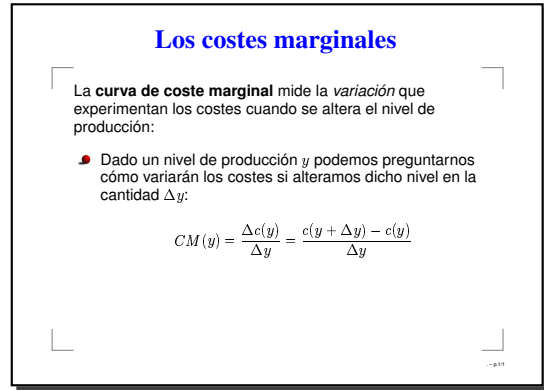 Los costes marginales
La curva de coste marginal mide la variación que
experimentan los costes cuando se altera el nivel de
producción:
Dado un nivel de producción y podemos preguntarnos
cómo variarán los costes si alteramos dicho nivel en la
cantidad Δy:
CM(y) = Δc(y)/Δy = c(y + Δy) − c(y)/Δy
. – p.1/1